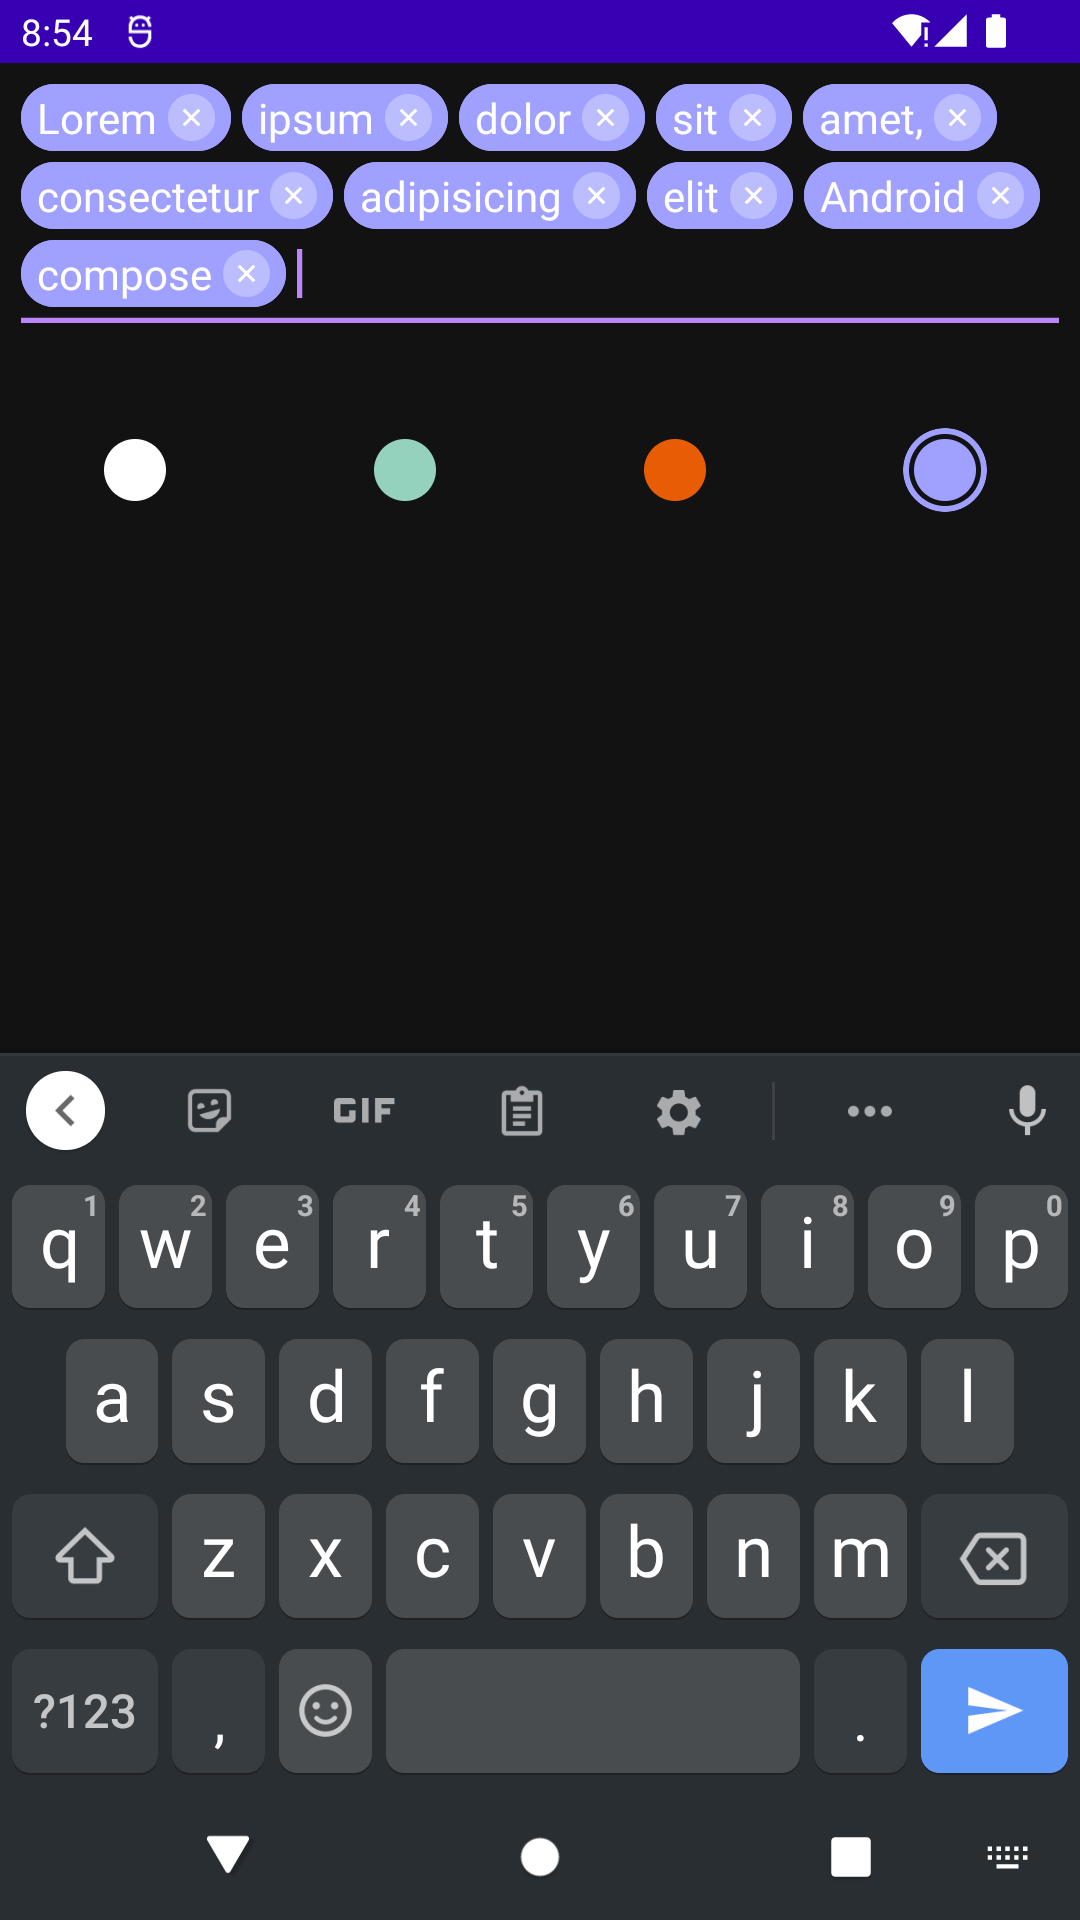 8:54
Lorem ipsum dolor sit amet,
consectetur adipisicing elit Android
compose
GIF
1 2 3 4 5 6 7 8 9 0
q w e r t y u i o p
a s d f g h j k l
z x c v b n m
?123 , .